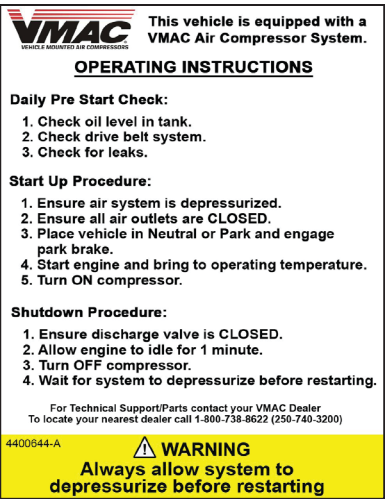 VMAC
VEHICLE MOUNTED AIR COMPRESSORS
This vehicle is equipped with a
VMAC Air Compressor System.
OPERATING INSTRUCTIONS
Daily Pre Start Check:
1. Check oil level in tank.
2. Check drive belt system.
3. Check for leaks.
Start Up Procedure:
1. Ensure air system is depressurized.
2. Ensure all air outlets are CLOSED.
3. Place vehicle in Neutral or Park and engage
park brake.
4. Start engine and bring to operating temperature.
5. Turn ON compressor.
Shutdown Procedure:
1. Ensure discharge valve is CLOSED.
2. Allow engine to idle for 1 minute.
3. Turn OFF compressor.
4. Wait for system to depressurize before restarting.
For Technical Support/Parts contact your VMAC Dealer
To locate your nearest dealer call 1-800-738-8622 (250-740-3200)
4400644-A
WARNING
Always allow system to
depressurize before restarting